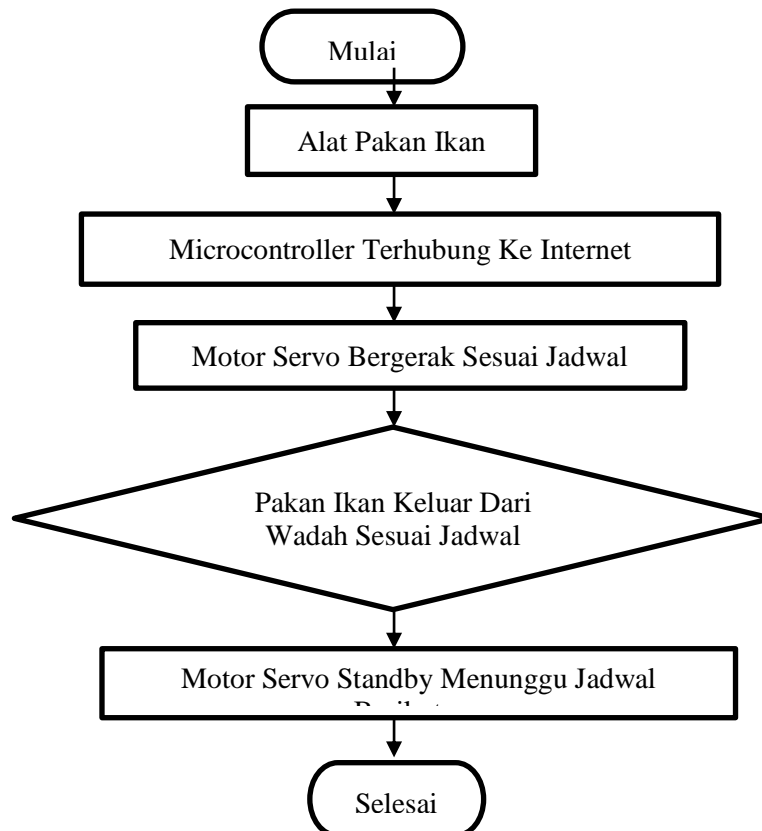 Mulai
Alat Pakan Ikan
Microcontroller Terhubung Ke Internet
Motor Servo Bergerak Sesuai Jadwal
Pakan Ikan Keluar Dari
Wadah Sesuai Jadwal
Motor Servo Standby Menunggu Jadwal
Selesai